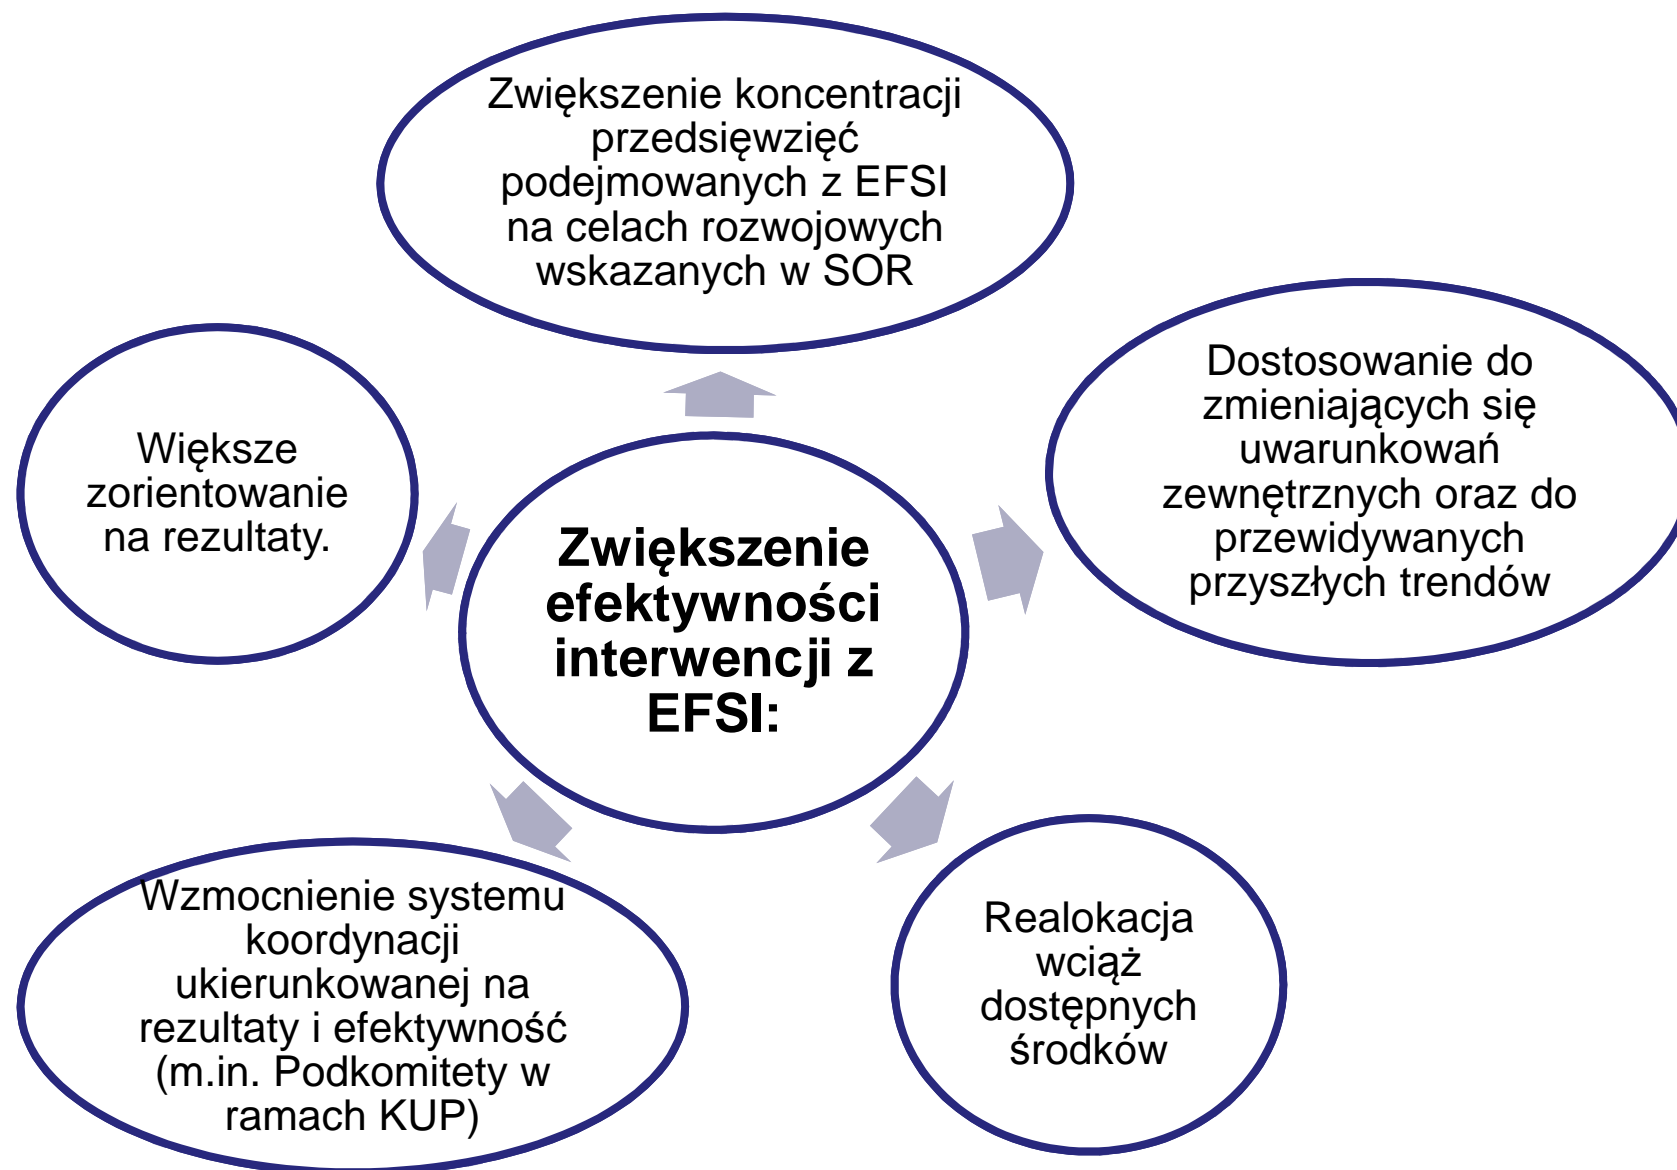 Zwiększenie koncentracji
przedsięwzięć
podejmowanych z EFSI
na celach rozwojowych
wskazanych w SOR
Dostosowanie do
zmieniających się
uwarunkowań
zewnętrznych oraz do
przewidywanych
przyszłych trendów
Większe
zorientowanie
na rezultaty.
Zwiększenie
efektywności
interwencji z
EFSI:
Wzmocnienie systemu
koordynacji
ukierunkowanej na
rezultaty i efektywność
(m.in. Podkomitety w
ramach KUP)
Realokacja
wciąż
dostępnych
środków